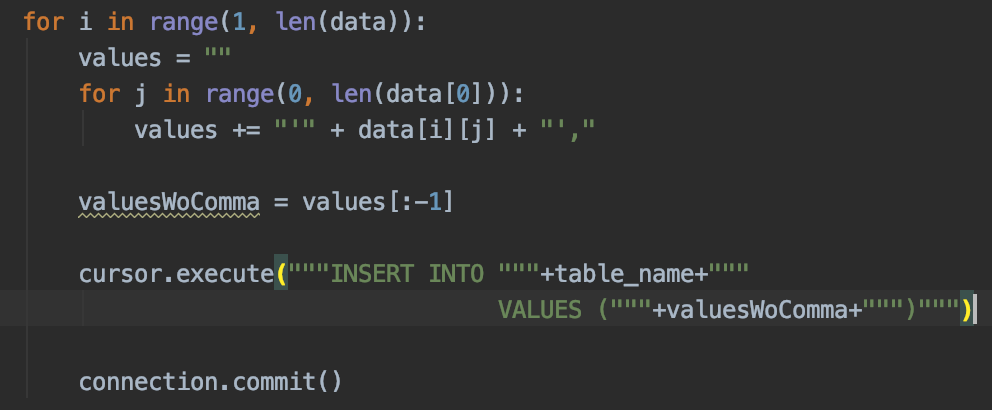 for i in range(1, len(data)):
    values = ""
    for j in range(0, len(data[0])):
        values += "'" + data[i][j] + "',"
    valuesWoComma = values[:-1]
    cursor.execute("""INSERT INTO """+table_name+"""
                                VALUES ("""+valuesWoComma+""")""")
    connection.commit()